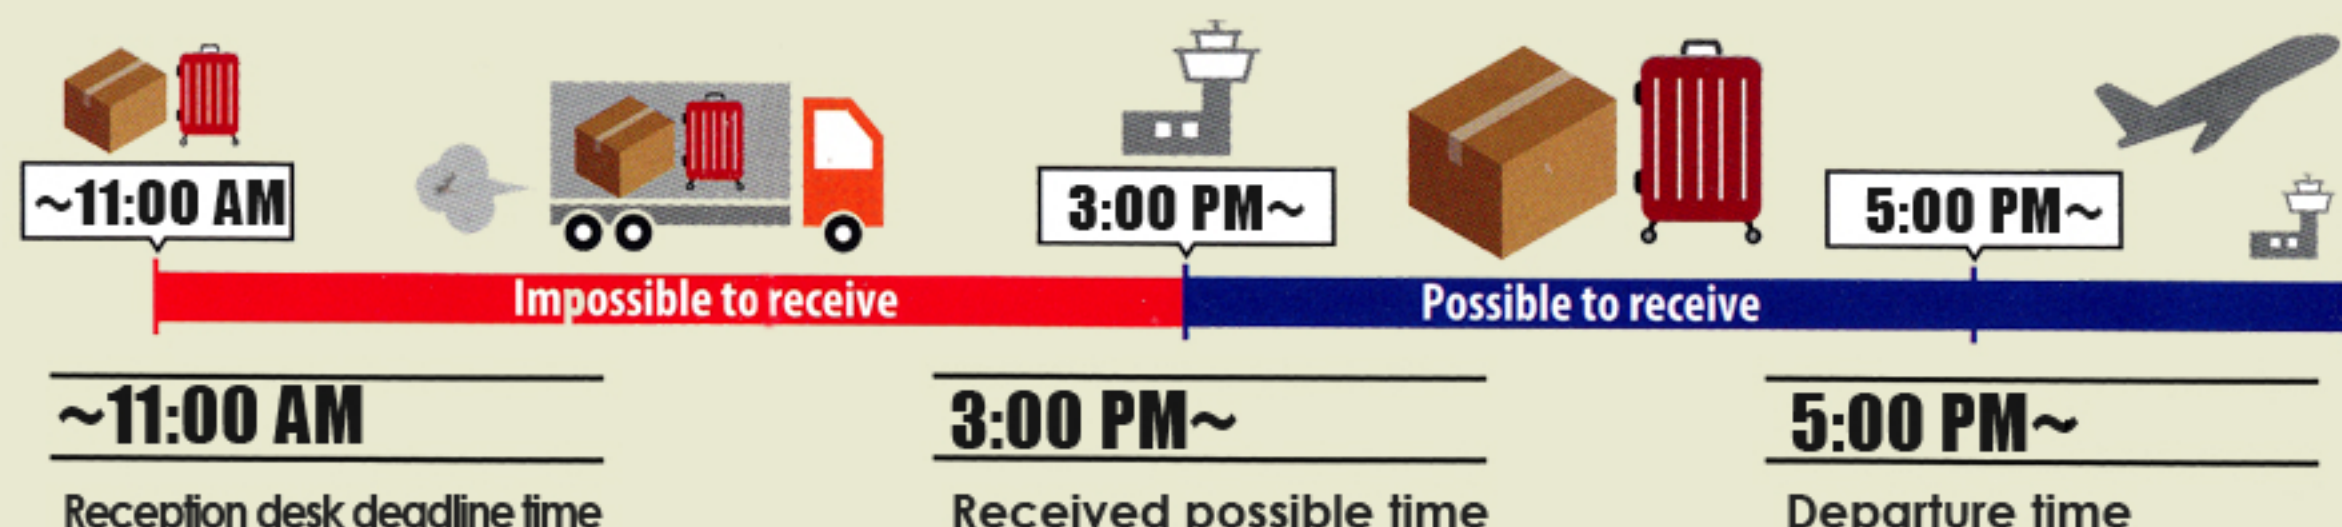 ~11:00 AM
3:00 PM~
5:00 PM~
Impossible to receive
Possible to receive
~11:00 AM
3:00 PM~
5:00 PM~
Reception desk deadline time
Received possible time
Departure time